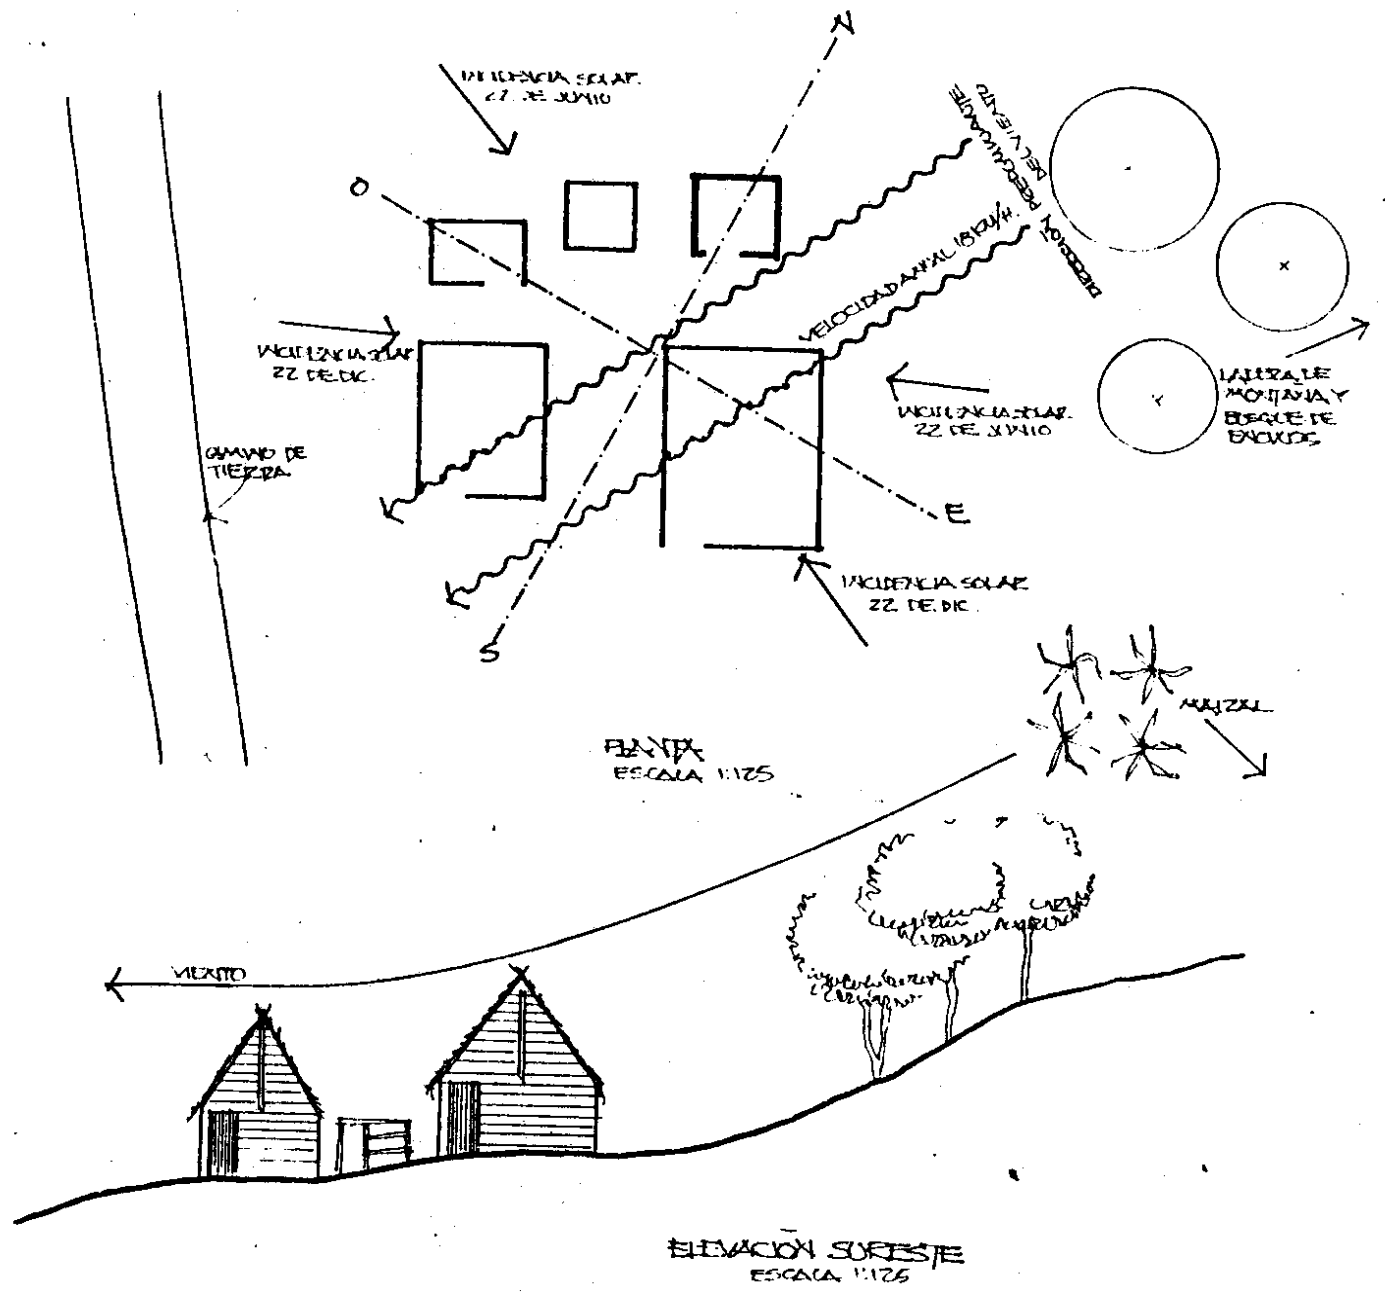 N
INCIDENCIA SOLAR.
22 DE JUNIO
DIRECCIÓN PREDOMINANTE
DEL VIENTO
O
VELOCIDAD ANUAL 18 KM/H.
INCIDENCIA SOLAR
22 DE DIC.
LADERA DE
MONTAÑA Y
BOSQUE DE
ENCINOS
INCIDENCIA SOLAR.
22 DE JUNIO
CAMINO DE
TIERRA
E
INCIDENCIA SOLAR
22 DE DIC.
S
MAIZAL
PLANTA
ESCALA 1:125
VIENTO
ELEVACIÓN SURESTE
ESCALA 1:125